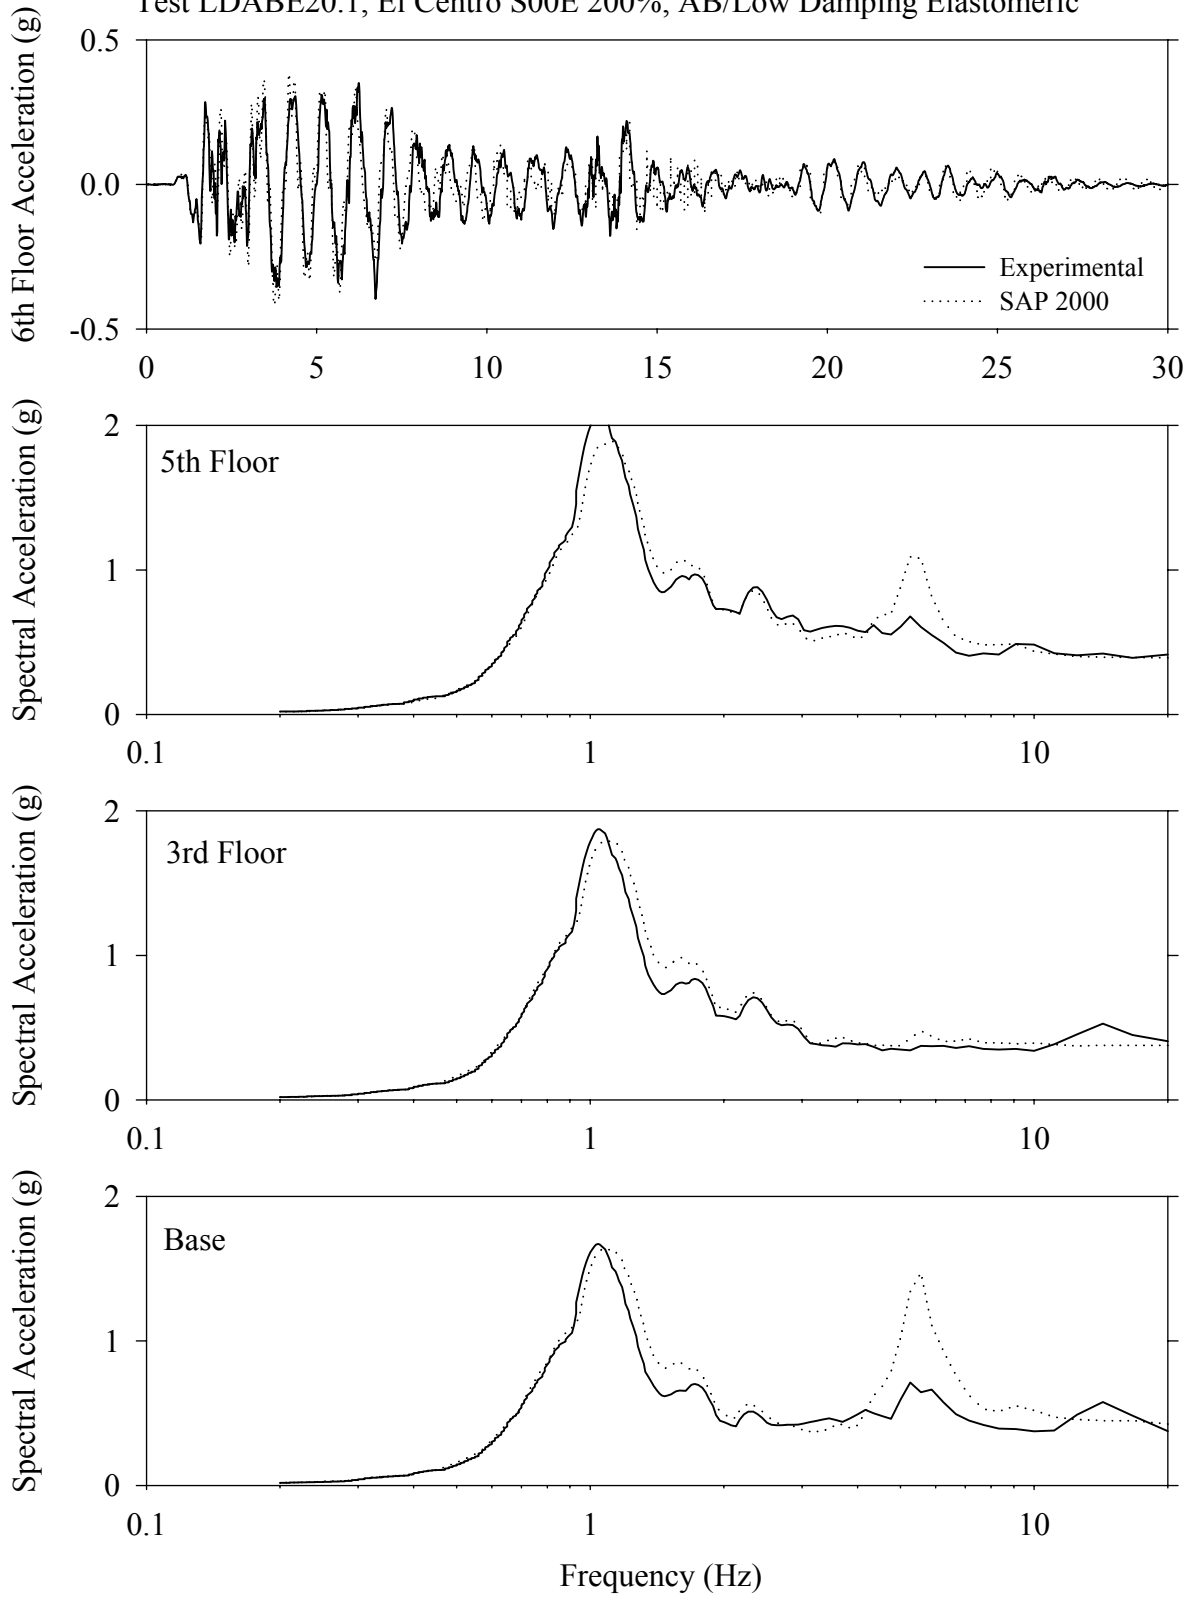 Test LDABE20.1, El Centro S00E 200%, AB/Low Damping Elastomeric
6th Floor Acceleration (g)
0.5
0.0
-0.5
Experimental
SAP 2000
0 5 10 15 20 25 30
Spectral Acceleration (g)
2
5th Floor
1
0
0.1 1 10
Spectral Acceleration (g)
2
3rd Floor
1
0
0.1 1 10
Spectral Acceleration (g)
2
Base
1
0
0.1 1 10
Frequency (Hz)